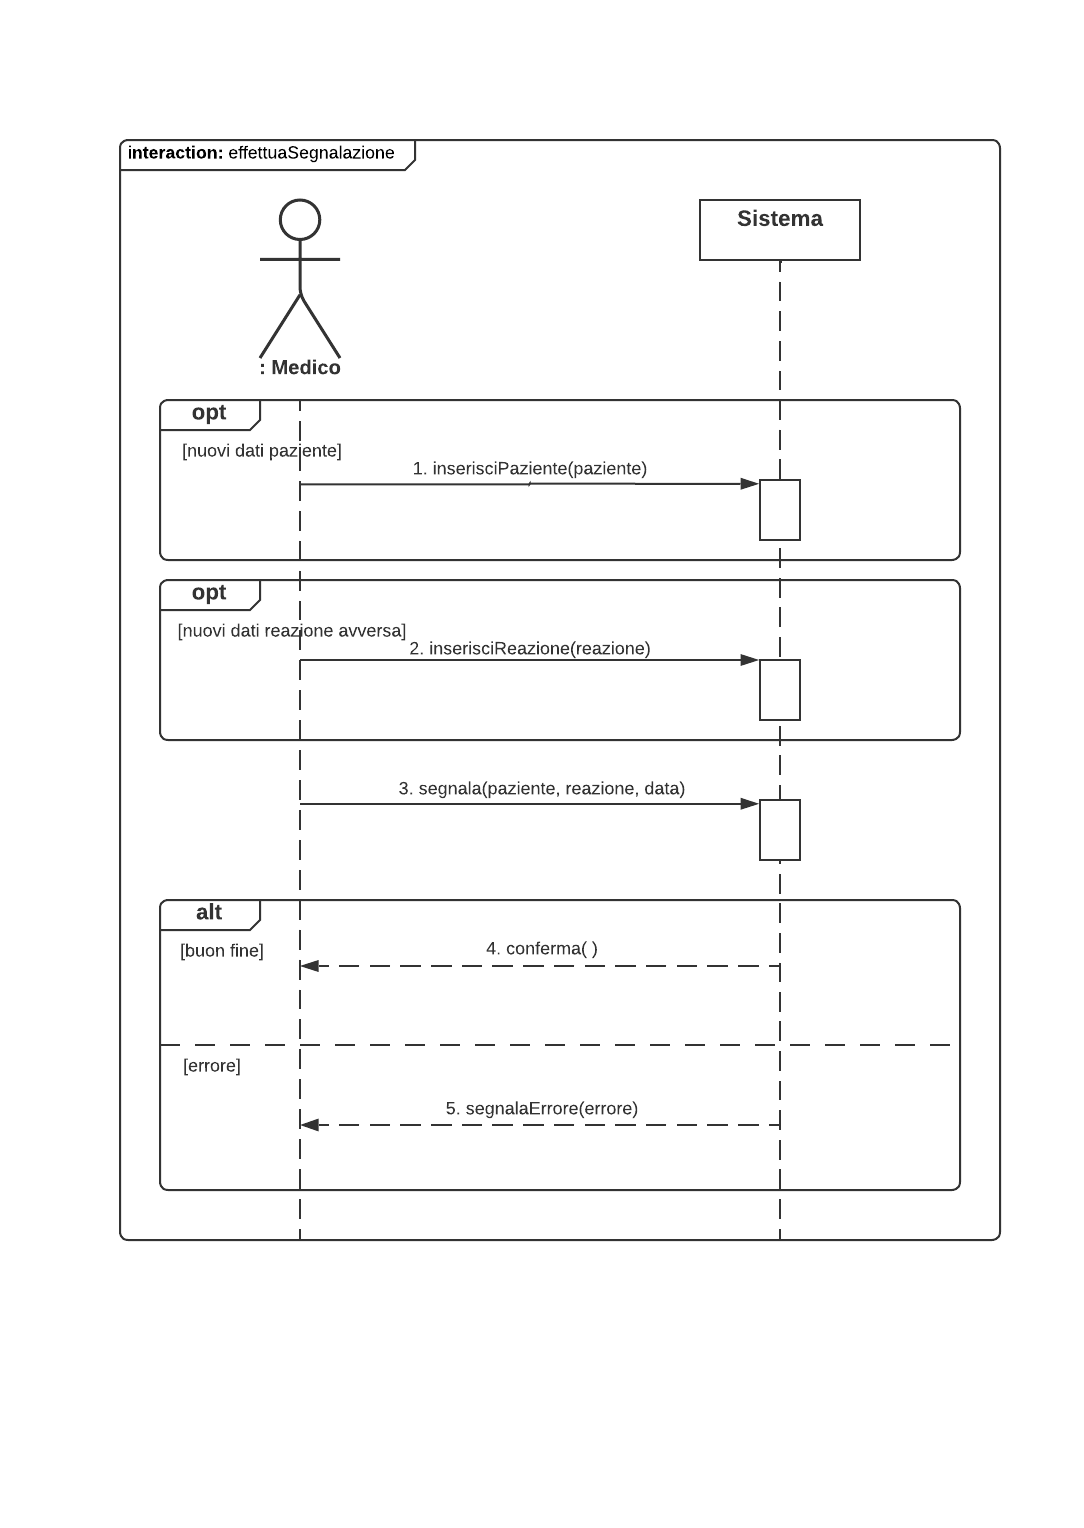 interaction: effettuaSegnalazione
Sistema
: Medico
opt
[nuovi dati paziente]
1. inserisciPaziente(paziente)
opt
[nuovi dati reazione avversa]
2. inserisciReazione(reazione)
3. segnala(paziente, reazione, data)
alt
[buon fine]
4. conferma( )
[errore]
5. segnalaErrore(errore)